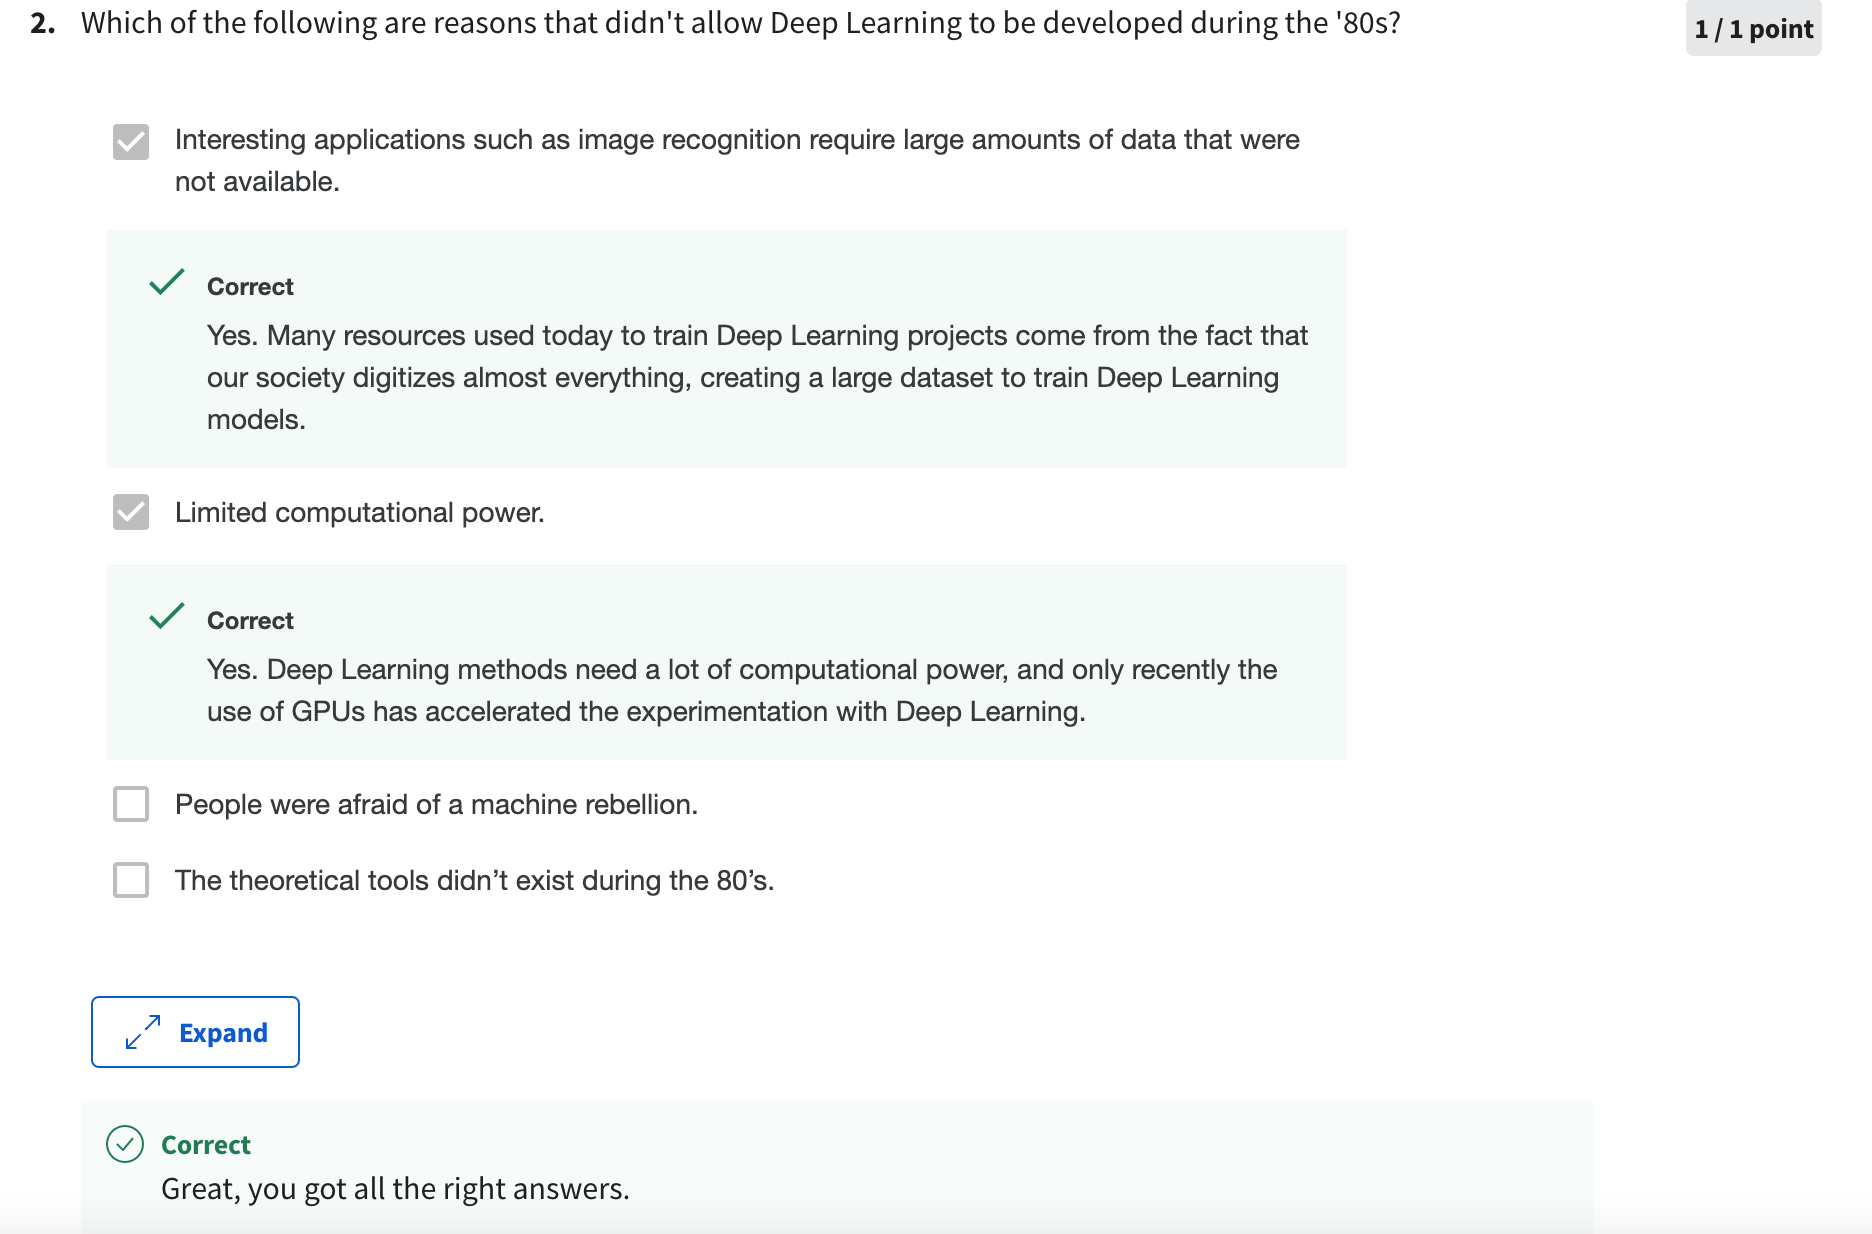 2. Which of the following are reasons that didn't allow Deep Learning to be developed during the '80s?
1 / 1 point
Interesting applications such as image recognition require large amounts of data that were
not available.
Correct
Yes. Many resources used today to train Deep Learning projects come from the fact that
our society digitizes almost everything, creating a large dataset to train Deep Learning
models.
Limited computational power.
Correct
Yes. Deep Learning methods need a lot of computational power, and only recently the
use of GPUs has accelerated the experimentation with Deep Learning.
People were afraid of a machine rebellion.
The theoretical tools didn’t exist during the 80’s.
Expand
Correct
Great, you got all the right answers.